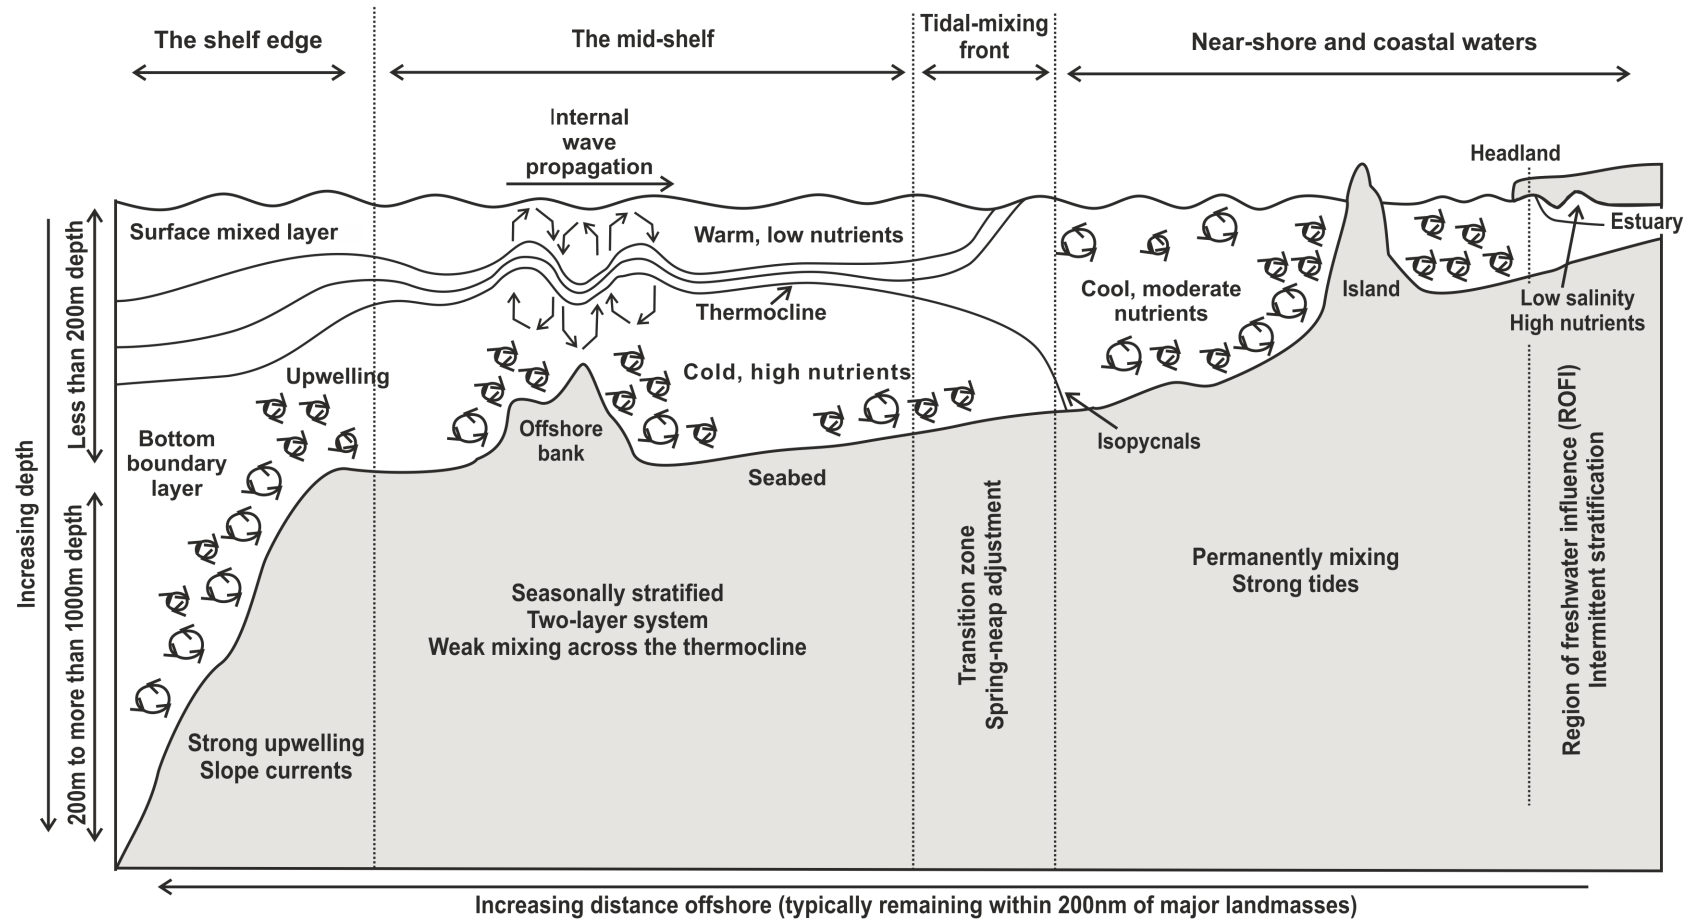 The shelf edge
The mid-shelf
Tidal-mixing
front
Near-shore and coastal waters
Internal
wave
propagation
Headland
Surface mixed layer
Warm, low nutrients
Estuary
Cool, moderate
nutrients
Island
Low salinity
High nutrients
Thermocline
Upwelling
Cold, high nutrients
Bottom
boundary
layer
Offshore
bank
Isopycnals
Seabed
Increasing depth
Less than 200m depth
200m to more than 1000m depth
Strong upwelling
Slope currents
Seasonally stratified
Two-layer system
Weak mixing across the thermocline
Transition zone
Spring-neap adjustment
Permanently mixing
Strong tides
Region of freshwater influence (ROFI)
Intermittent stratification
Increasing distance offshore (typically remaining within 200nm of major landmasses)